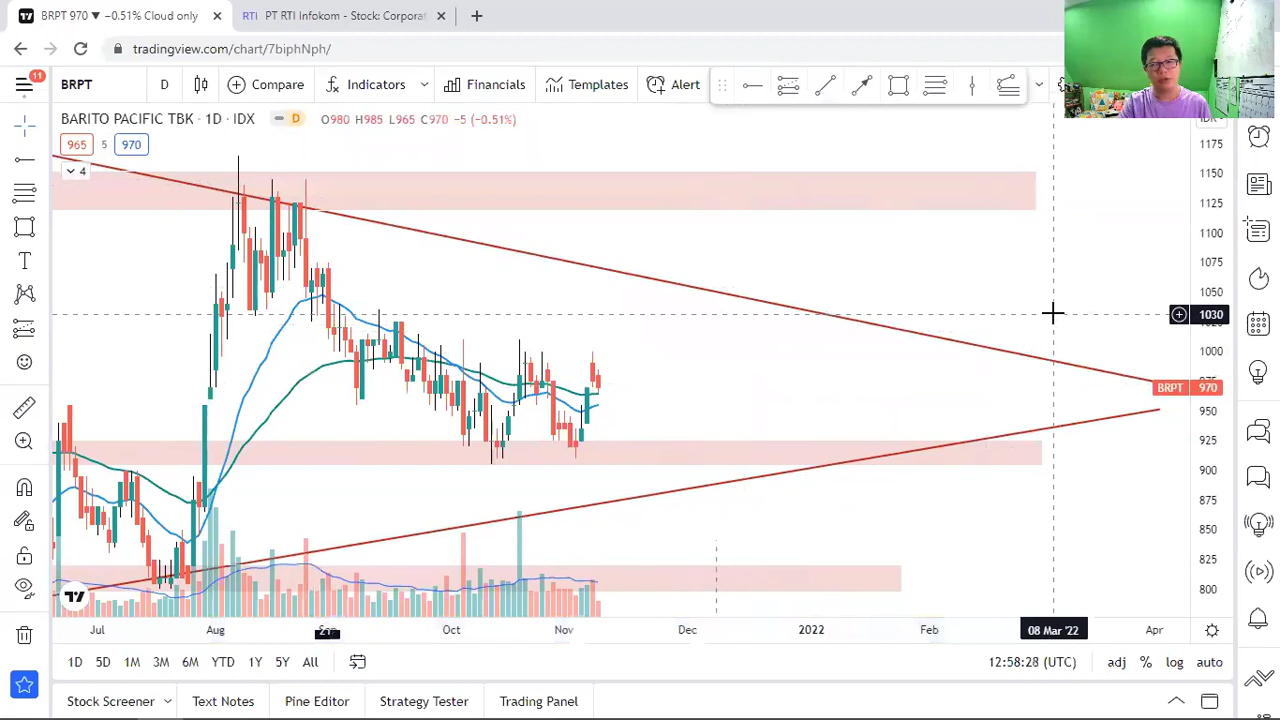 BRPT 970 ▼ −0.51% Cloud only
RTI PT RTI Infokom - Stock: Corporat
tradingview.com/chart/7biphNph/
11
BRPT
D
Compare
Indicators
Financials
Templates
Alert
BARITO PACIFIC TBK · 1D · IDX
D
O980 H985 L965 C970 −5 (−0.51%)
965
5
970
4
1175
1150
1125
1100
1075
1050
1030
1000
BRPT 970
950
925
900
875
850
825
800
Jul
Aug
Oct
Nov
Dec
2022
Feb
08 Mar '22
Apr
1D
5D
1M
3M
6M
YTD
1Y
5Y
All
12:58:28 (UTC)
adj
%
log
auto
Stock Screener
Text Notes
Pine Editor
Strategy Tester
Trading Panel